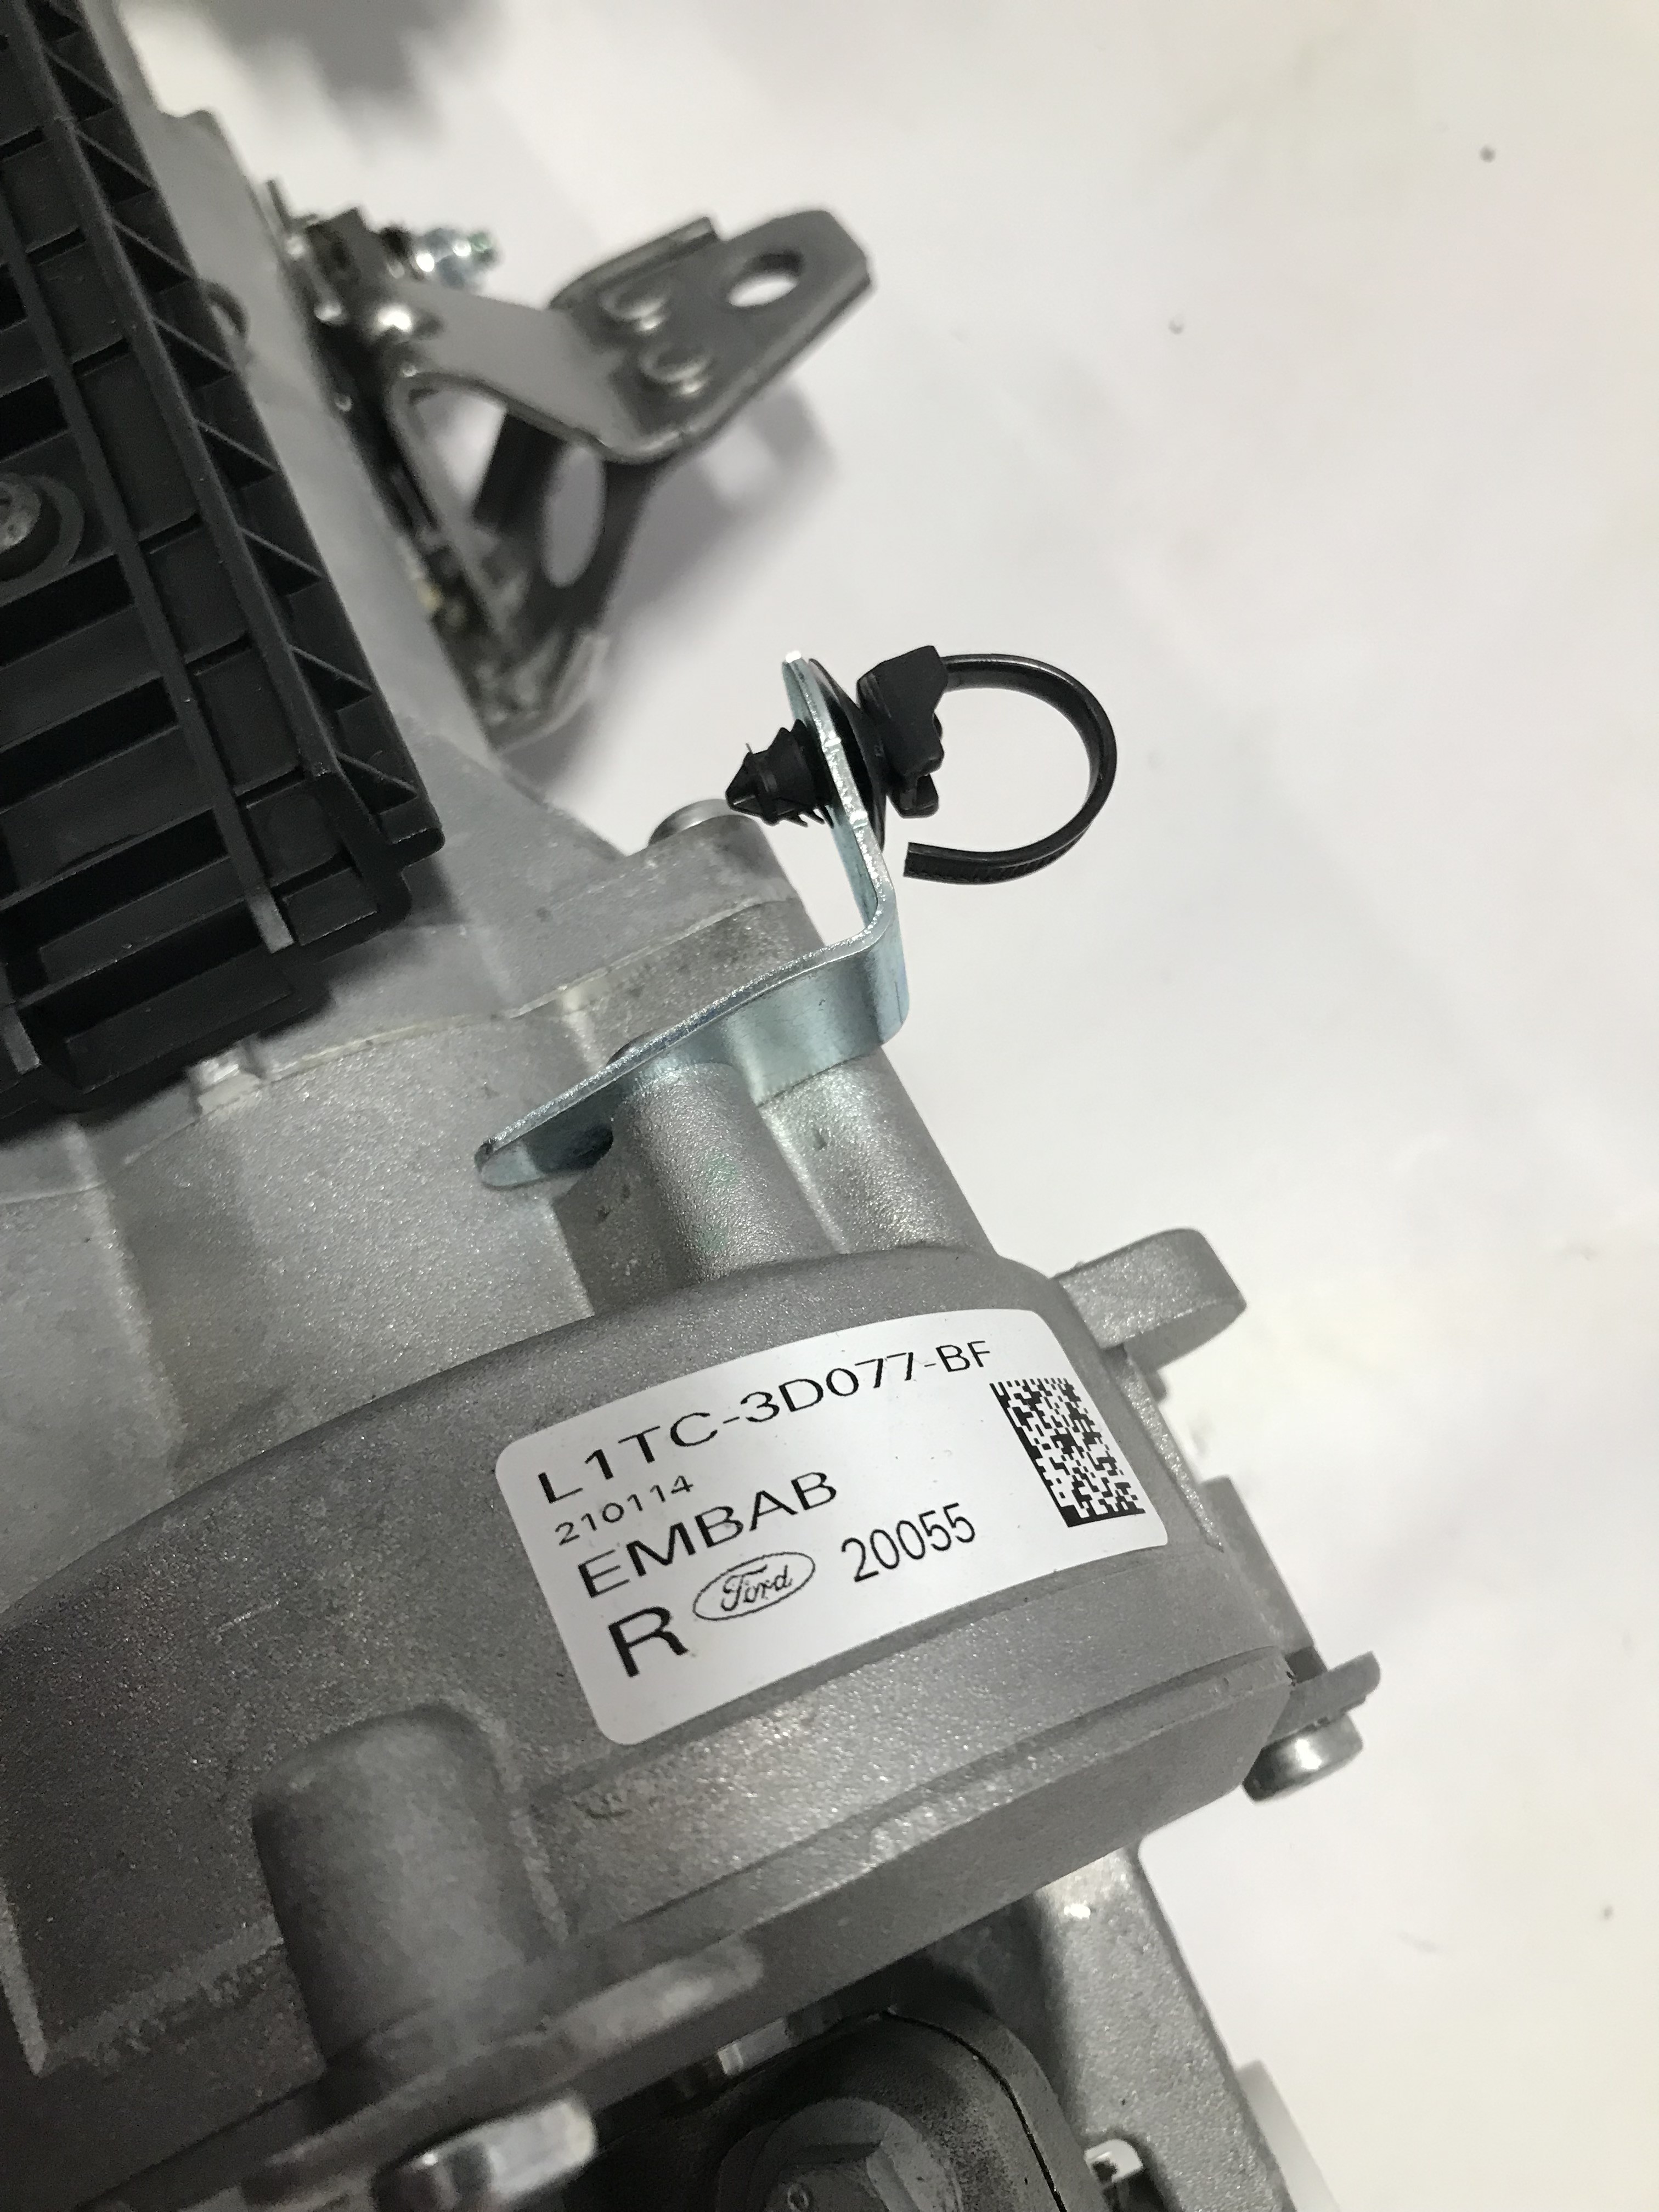 L1TC-3D077-BF
210114
EMBAB
R Ford 20055